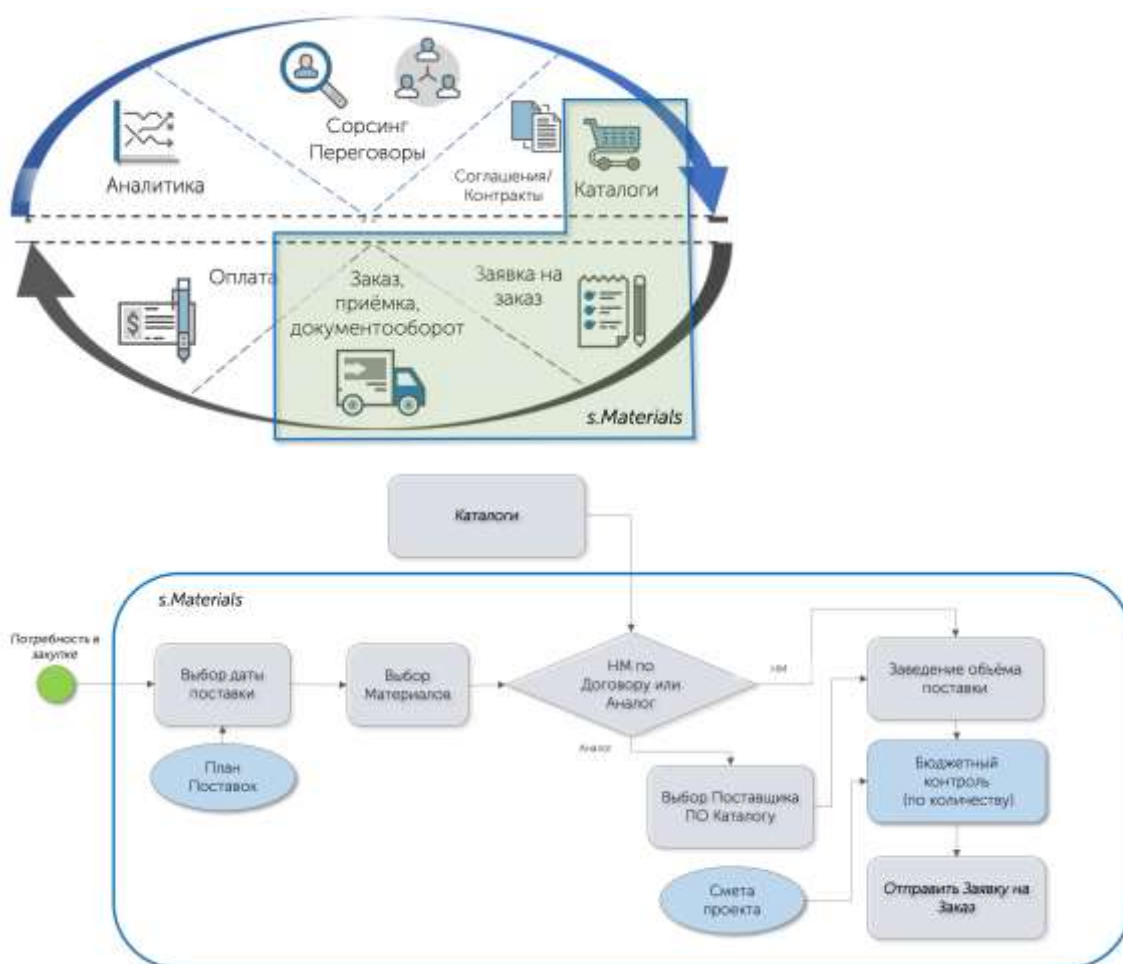 Сорсинг
Переговоры
Аналитика
Соглашения/
Контракты
Каталоги
Оплата
Заказ,
приёмка,
документооборот
Заявка на
заказ
$
s.Materials
Каталоги
s.Materials
Потребность в
закупке
Выбор даты
поставки
Выбор
Материалов
НМ по
Договору или
Аналог
НМ
Заведение объёма
поставки
План
Поставок
Аналог
Выбор Поставщика
ПО Каталогу
Бюджетный
контроль
(по количеству)
Смета
проекта
Отправить Заявку на
Заказ